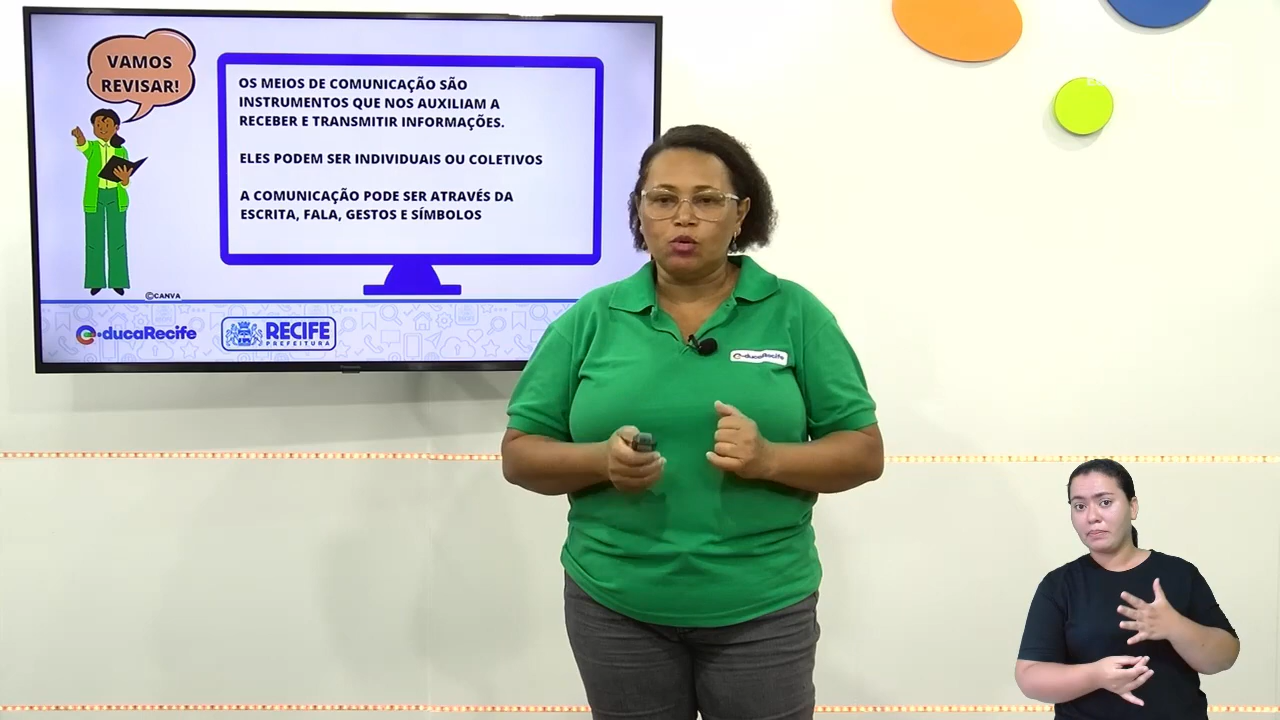 VAMOS
REVISAR!
OS MEIOS DE COMUNICAÇÃO SÃO
INSTRUMENTOS QUE NOS AUXILIAM A
RECEBER E TRANSMITIR INFORMAÇÕES.
ELES PODEM SER INDIVIDUAIS OU COLETIVOS
A COMUNICAÇÃO PODE SER ATRAVÉS DA
ESCRITA, FALA, GESTOS E SÍMBOLOS
©CANVA
e·ducaRecife
RECIFE
PREFEITURA
Panasonic
e·ducaRecife